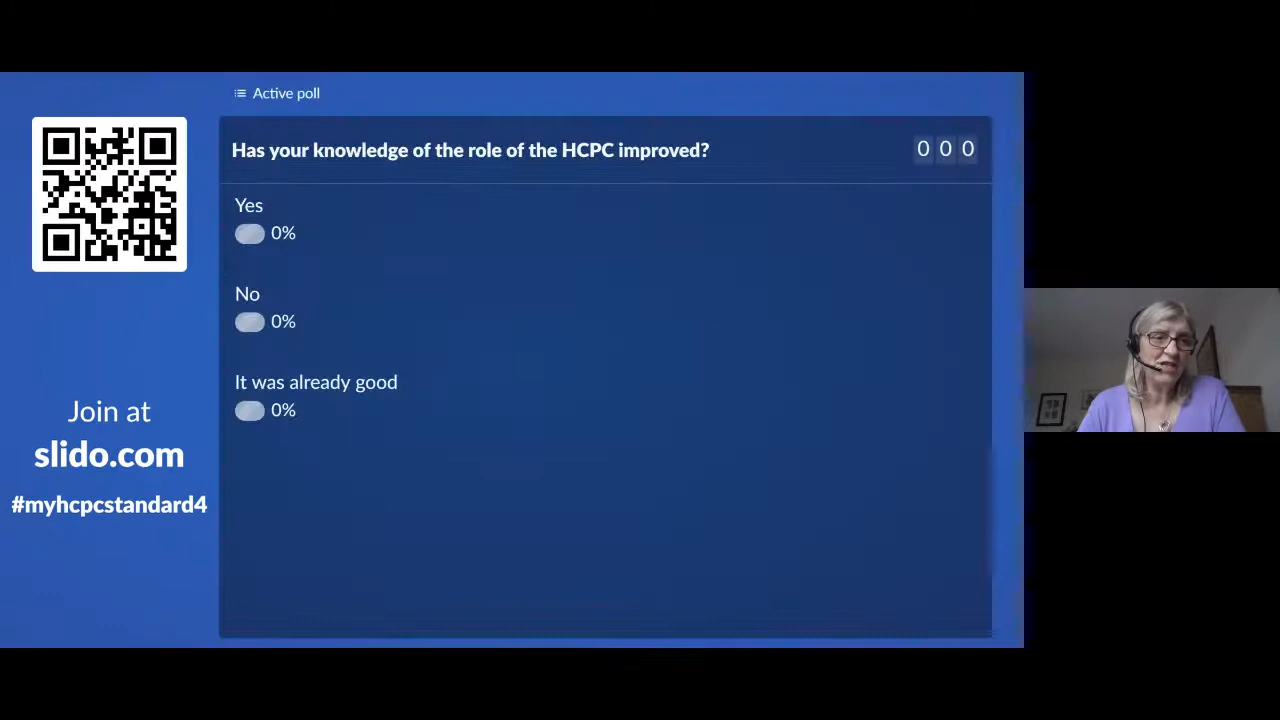 Active poll
Has your knowledge of the role of the HCPC improved?
0 0 0
Yes
0%
No
0%
It was already good
0%
Join at
slido.com
#myhcpcstandard4